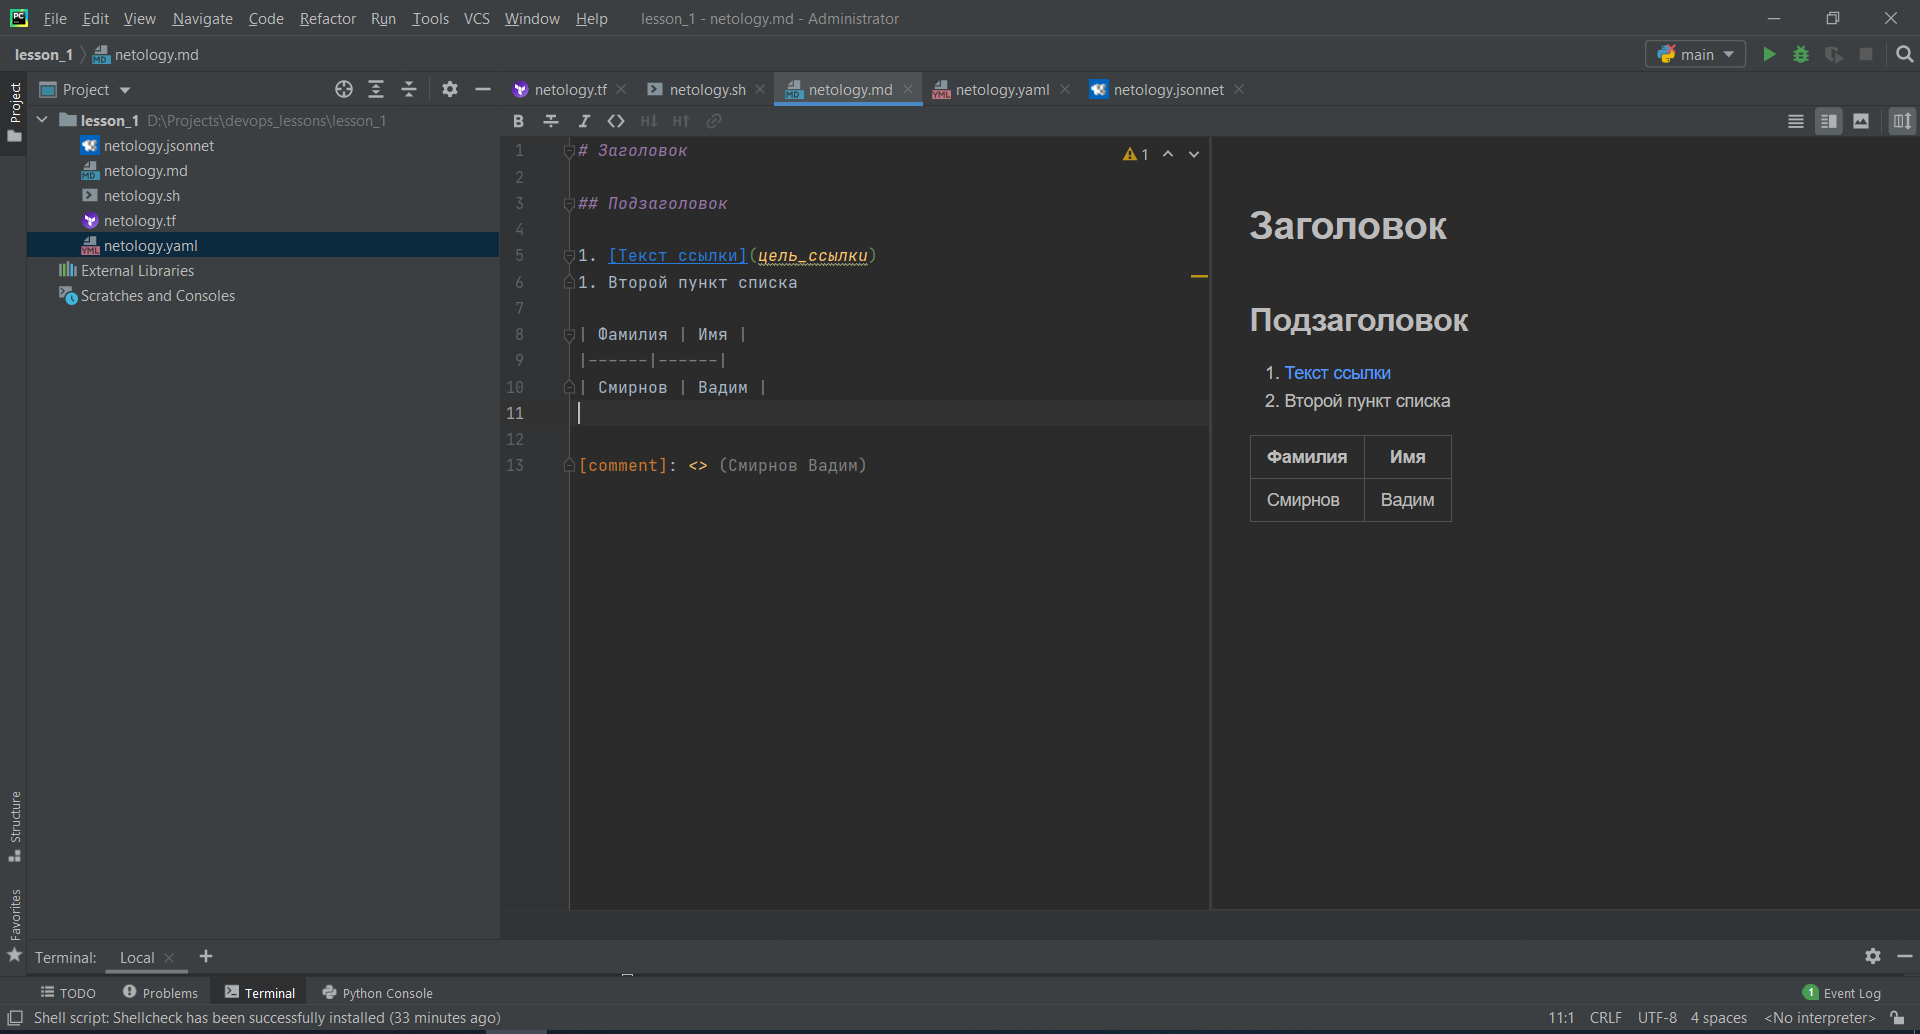 File Edit View Navigate Code Refactor Run Tools VCS Window Help lesson_1 - netology.md - Administrator
lesson_1 netology.md main
Project
Project
netology.tf netology.sh netology.md netology.yaml netology.jsonnet
lesson_1 D:\Projects\devops_lessons\lesson_1
netology.jsonnet
netology.md
netology.sh
netology.tf
netology.yaml
External Libraries
Scratches and Consoles
1 # Заголовок
2
3 ## Подзаголовок
4
5 1. [Текст ссылки](цель_ссылки)
6 1. Второй пункт списка
7
8 | Фамилия | Имя |
9 |------|------|
10 | Смирнов | Вадим |
11
12
13 [comment]: <> (Смирнов Вадим)
1
Заголовок
Подзаголовок
1. Текст ссылки
2. Второй пункт списка
Фамилия Имя
Смирнов Вадим
Structure
Favorites
Terminal: Local +
TODO Problems Terminal Python Console 1 Event Log
Shell script: Shellcheck has been successfully installed (33 minutes ago) 11:1 CRLF UTF-8 4 spaces <No interpreter>